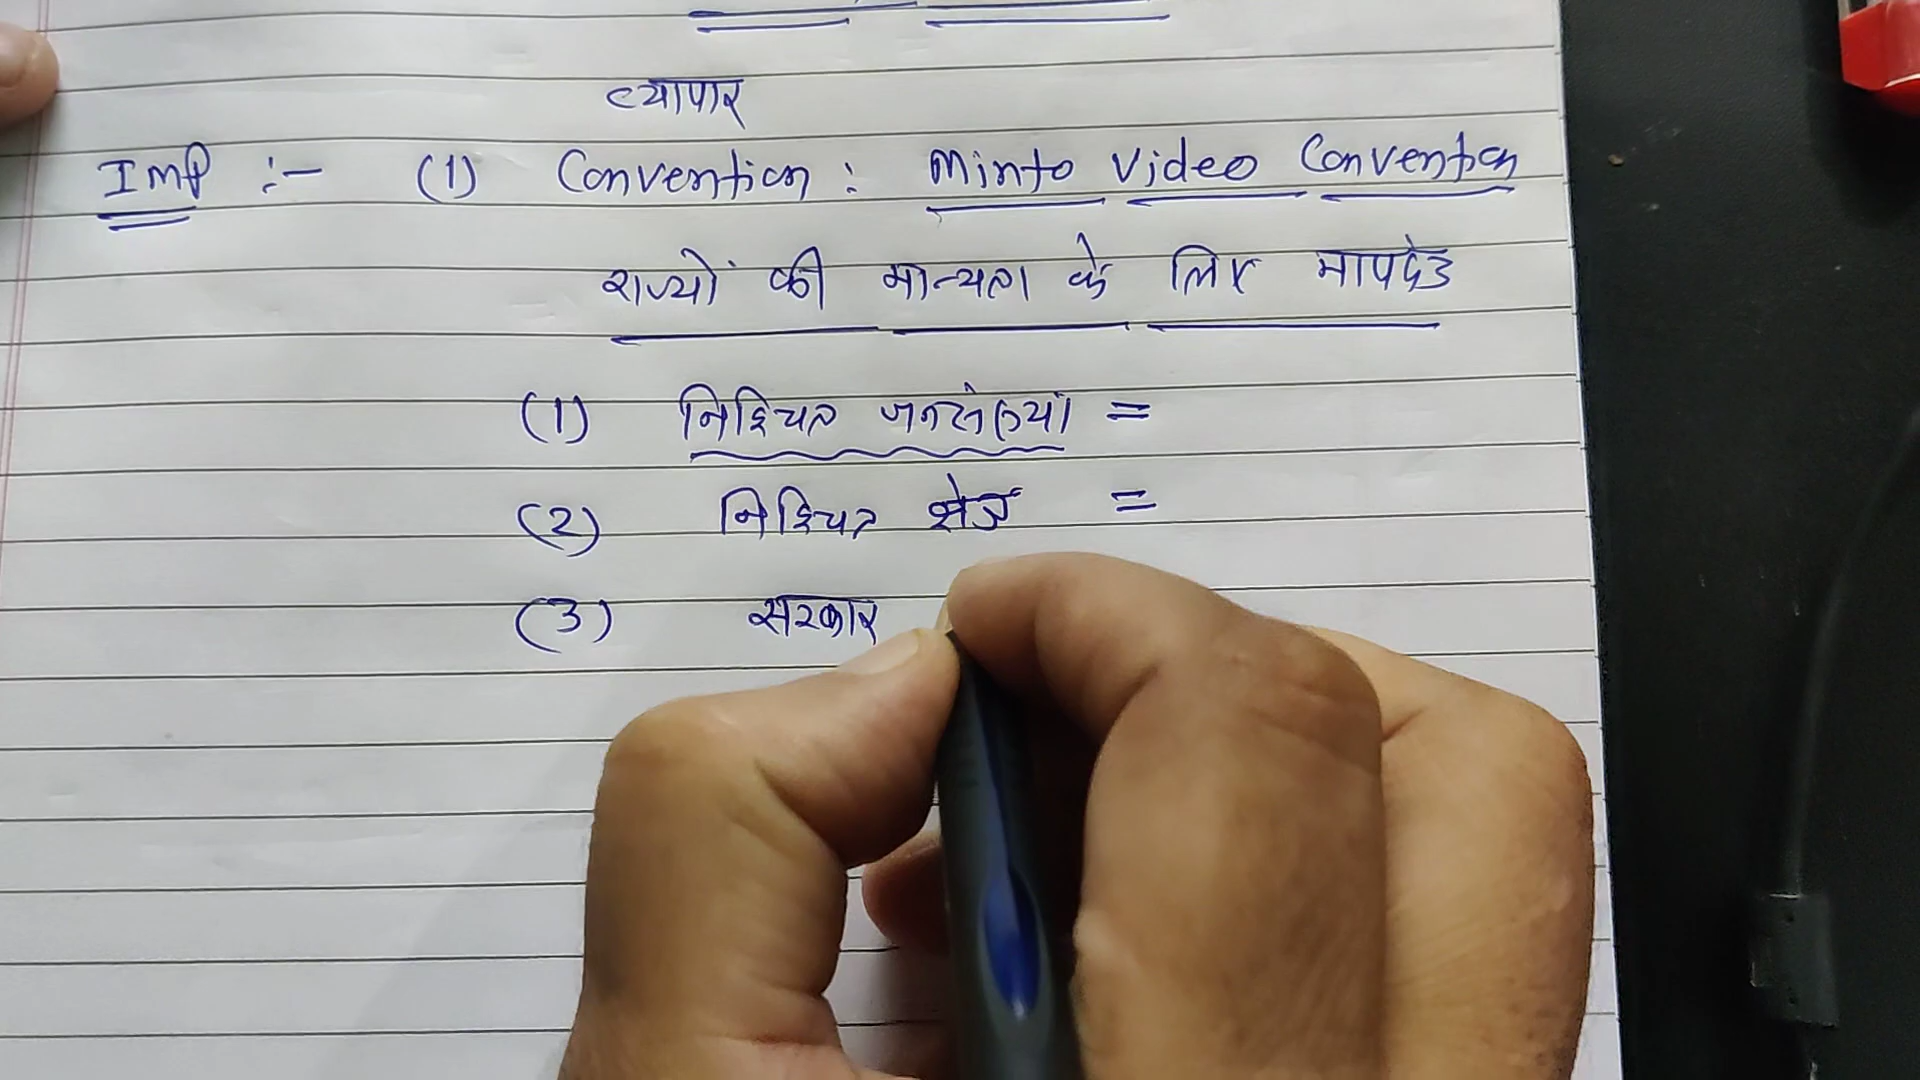 व्यापार
Imp :- (1) Convention : Minto Video Convention
राज्यों की मान्यता के लिए मापदंड
(1) निश्चित जनसंख्या =
(2) निश्चित क्षेत्र =
(3) सरकार